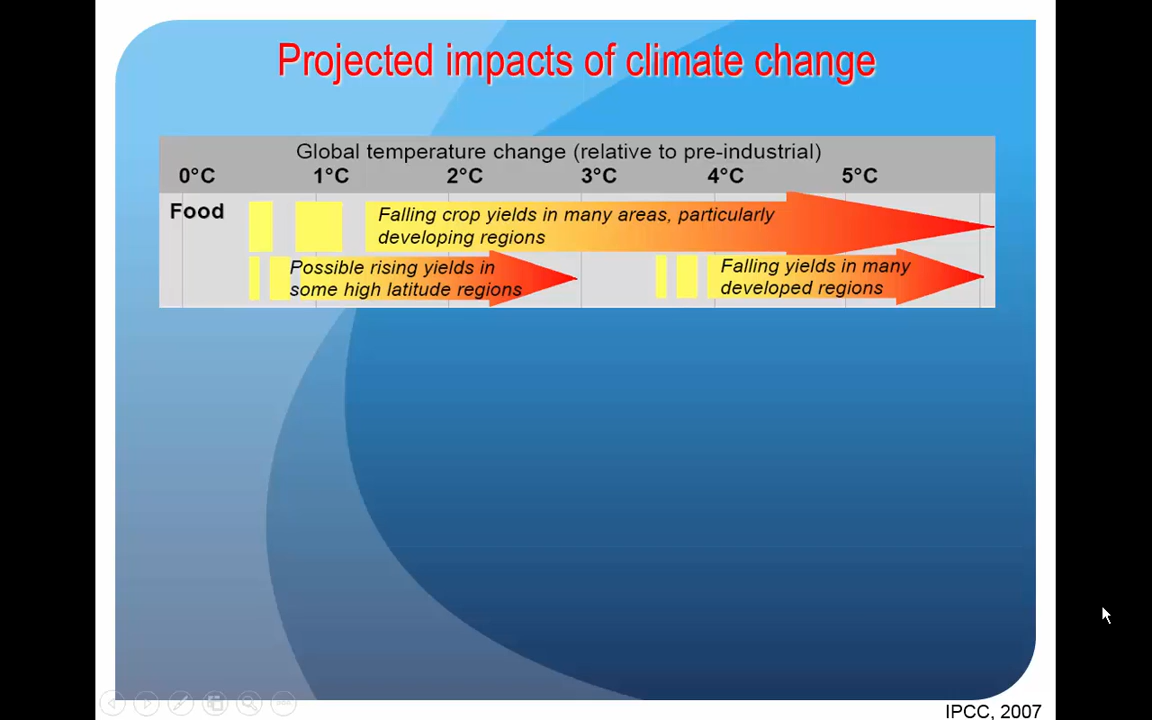 Projected impacts of climate change
Global temperature change (relative to pre-industrial)
0°C 1°C 2°C 3°C 4°C 5°C
Food
Falling crop yields in many areas, particularly
developing regions
Possible rising yields in
some high latitude regions
Falling yields in many
developed regions
IPCC, 2007